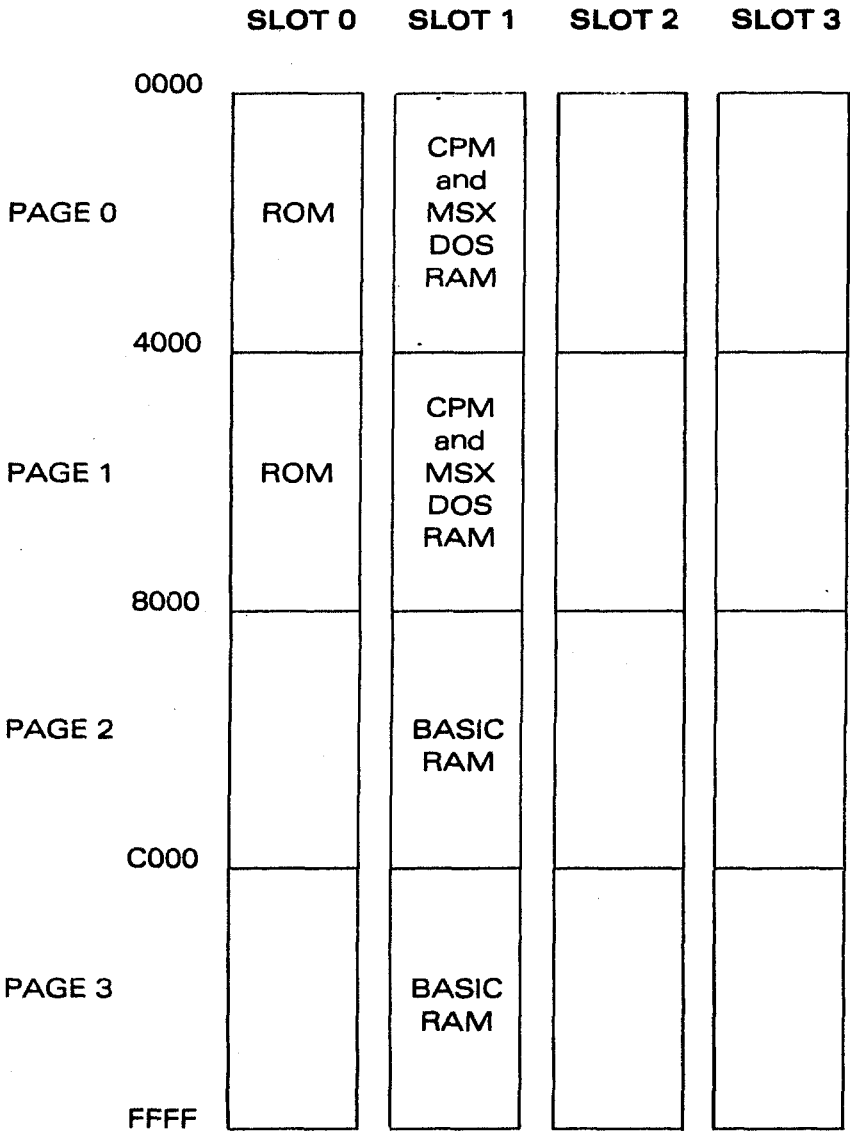 SLOT 0 SLOT 1 SLOT 2 SLOT 3
0000
PAGE 0
ROM
CPM
and
MSX
DOS
RAM
4000
PAGE 1
ROM
CPM
and
MSX
DOS
RAM
8000
PAGE 2
BASIC
RAM
C000
PAGE 3
BASIC
RAM
FFFF